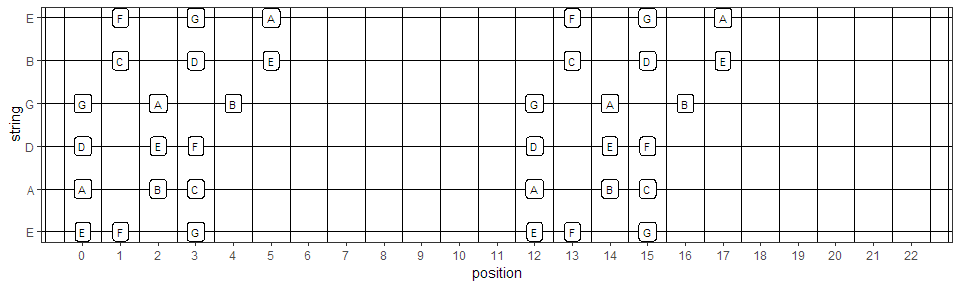 E F G A F G A
B C D E C D E
G G A B G A B
D D E F D E F
A A B C A B C
E E F G E F G
string
0 1 2 3 4 5 6 7 8 9 10 11 12 13 14 15 16 17 18 19 20 21 22
position